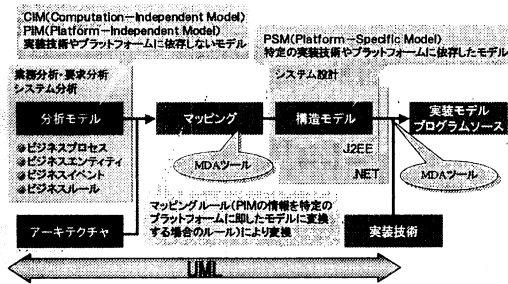 CIM(Computation-Independent Model)
PIM(Platform-Independent Model)
実装技術やプラットフォームに依存しないモデル
PSM(Platform-Specific Model)
特定の実装技術やプラットフォームに依存したモデル
業務分析・要求分析
システム分析
システム設計
分析モデル
マッピング
構造モデル
実装モデル
プログラムソース
ビジネスプロセス
ビジネスエンティティ
ビジネスイベント
ビジネスルール
MDAツール
J2EE
.NET
MDAツール
マッピングルール(PIMの情報を特定の
プラットフォームに即したモデルに変換
する場合のルール)により変換
アーキテクチャ
実装技術
UML